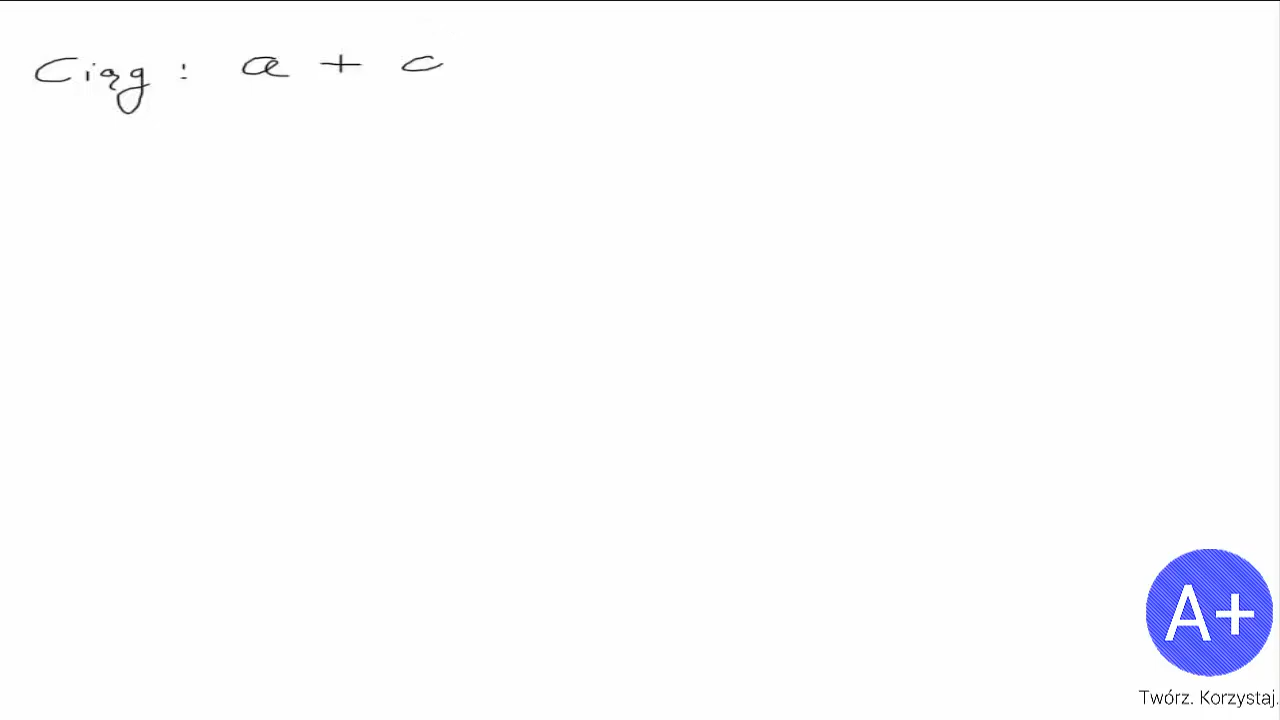 Ciąg : a + c
A+
Twórz. Korzystaj.